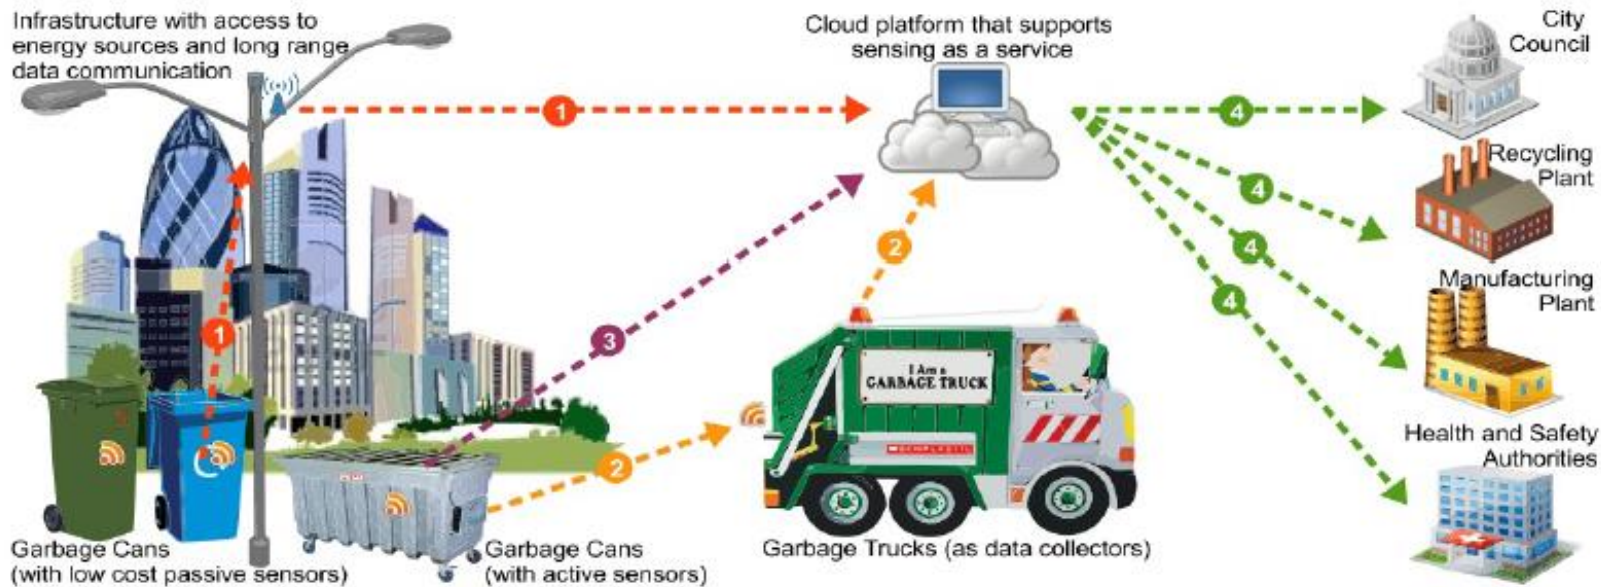 Infrastructure with access to
energy sources and long range
data communication
Cloud platform that supports
sensing as a service
City
Council
1
4
Recycling
Plant
4
2
4
Manufacturing
Plant
4
1
3
I Am a
GARBAGE TRUCK
Health and Safety
Authorities
SCHOLASTIC
2
Garbage Cans
(with low cost passive sensors)
Garbage Cans
(with active sensors)
Garbage Trucks (as data collectors)